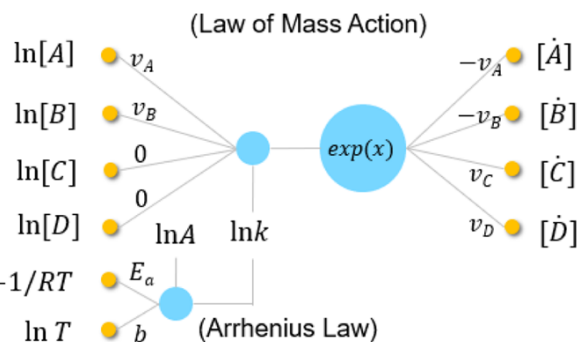 (Law of Mass Action)
ln[A] v_A −v_A [Ȧ]
ln[B] v_B −v_B [Ḃ]
exp(x)
ln[C] 0 v_C [Ċ]
ln[D] 0 v_D [Ḋ]
lnA lnk
-1/RT E_a
ln T b (Arrhenius Law)